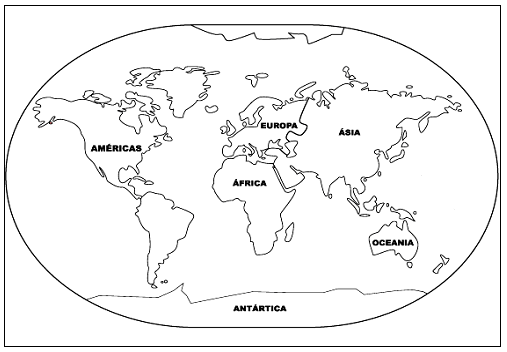 EUROPA
ÁSIA
AMÉRICAS
ÁFRICA
OCEANIA
ANTÁRTICA